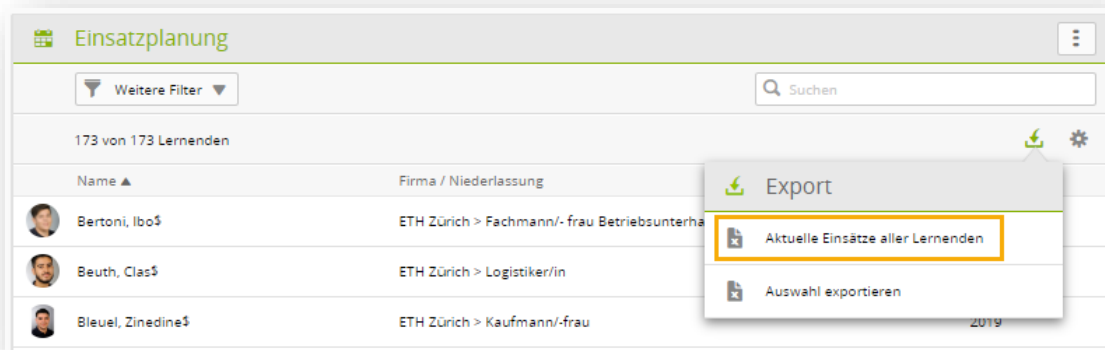 Einsatzplanung
Weitere Filter
Suchen
173 von 173 Lernenden
Name Firma / Niederlassung
Export
Bertoni, Ibo$ ETH Zürich > Fachmann/- frau Betriebsunterha
Aktuelle Einsätze aller Lernenden
Beuth, Clas$ ETH Zürich > Logistiker/in
Auswahl exportieren
Bleuel, Zinedine$ ETH Zürich > Kaufmann/-frau 2019